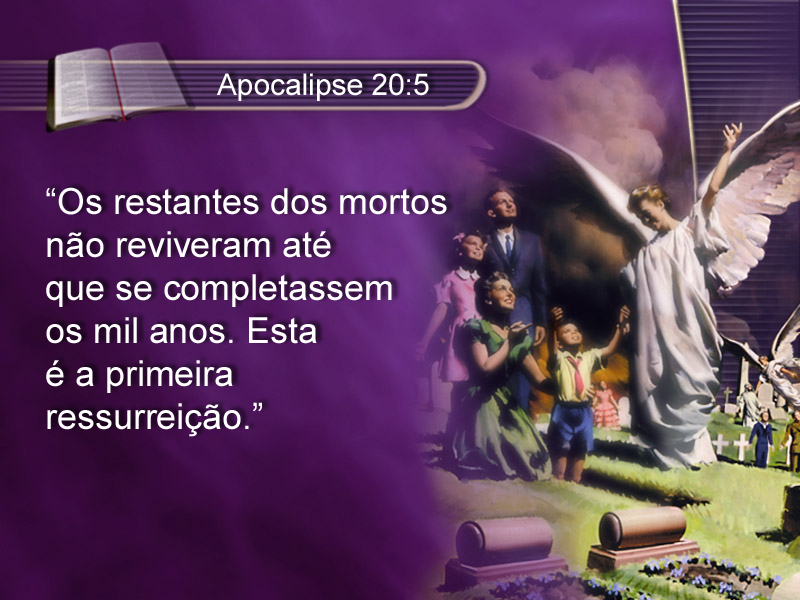 Apocalipse 20:5
“Os restantes dos mortos
não reviveram até
que se completassem
os mil anos. Esta
é a primeira
ressurreição.”